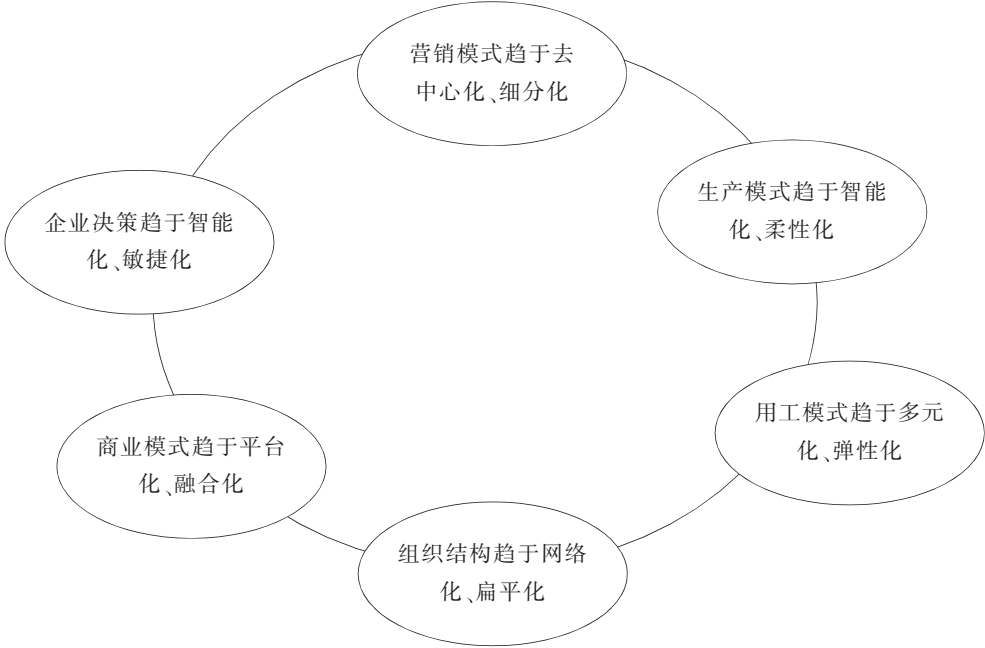 营销模式趋于去
中心化、细分化
生产模式趋于智能
化、柔性化
用工模式趋于多元
化、弹性化
组织结构趋于网络
化、扁平化
商业模式趋于平台
化、融合化
企业决策趋于智能
化、敏捷化